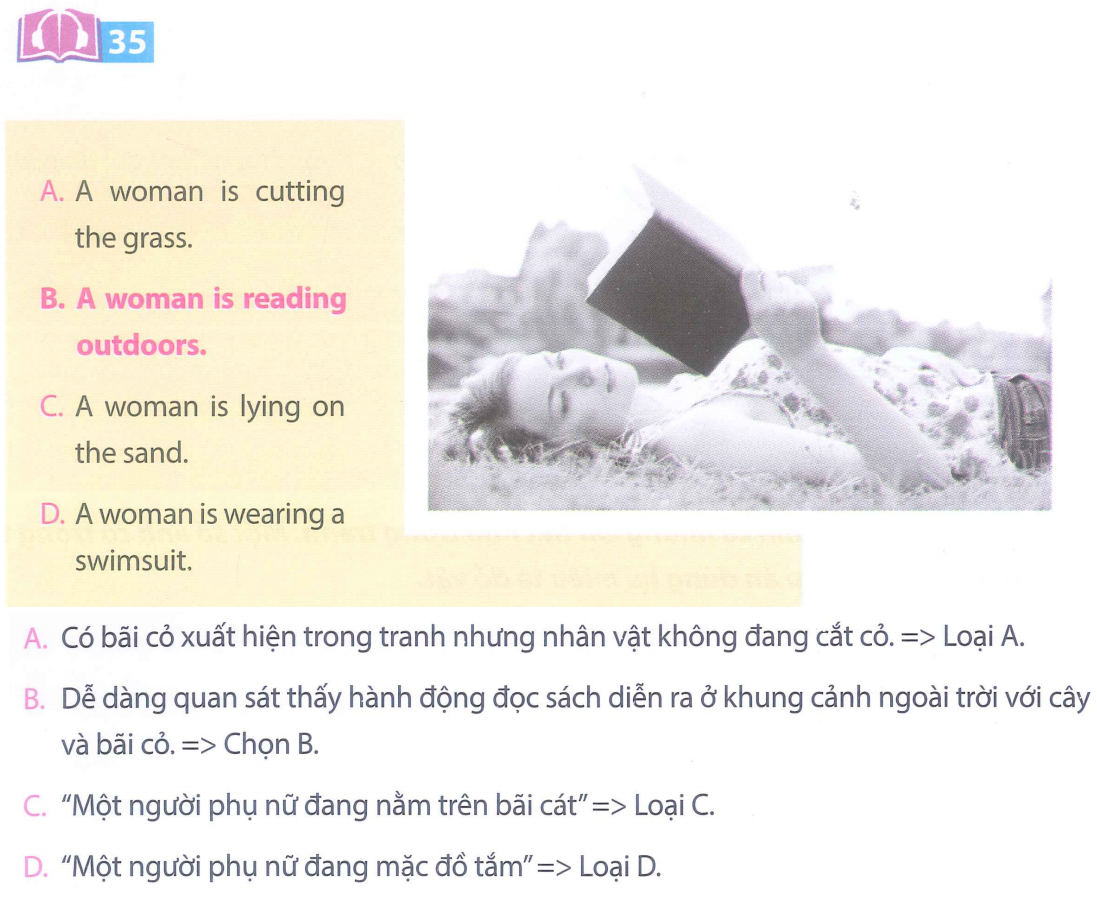 35
A. A woman is cutting
the grass.
B. A woman is reading
outdoors.
C. A woman is lying on
the sand.
D. A woman is wearing a
swimsuit.
A. Có bãi cỏ xuất hiện trong tranh nhưng nhân vật không đang cắt cỏ. => Loại A.
B. Dễ dàng quan sát thấy hành động đọc sách diễn ra ở khung cảnh ngoài trời với cây
và bãi cỏ. => Chọn B.
C. “Một người phụ nữ đang nằm trên bãi cát” => Loại C.
D. “Một người phụ nữ đang mặc đồ tắm” => Loại D.